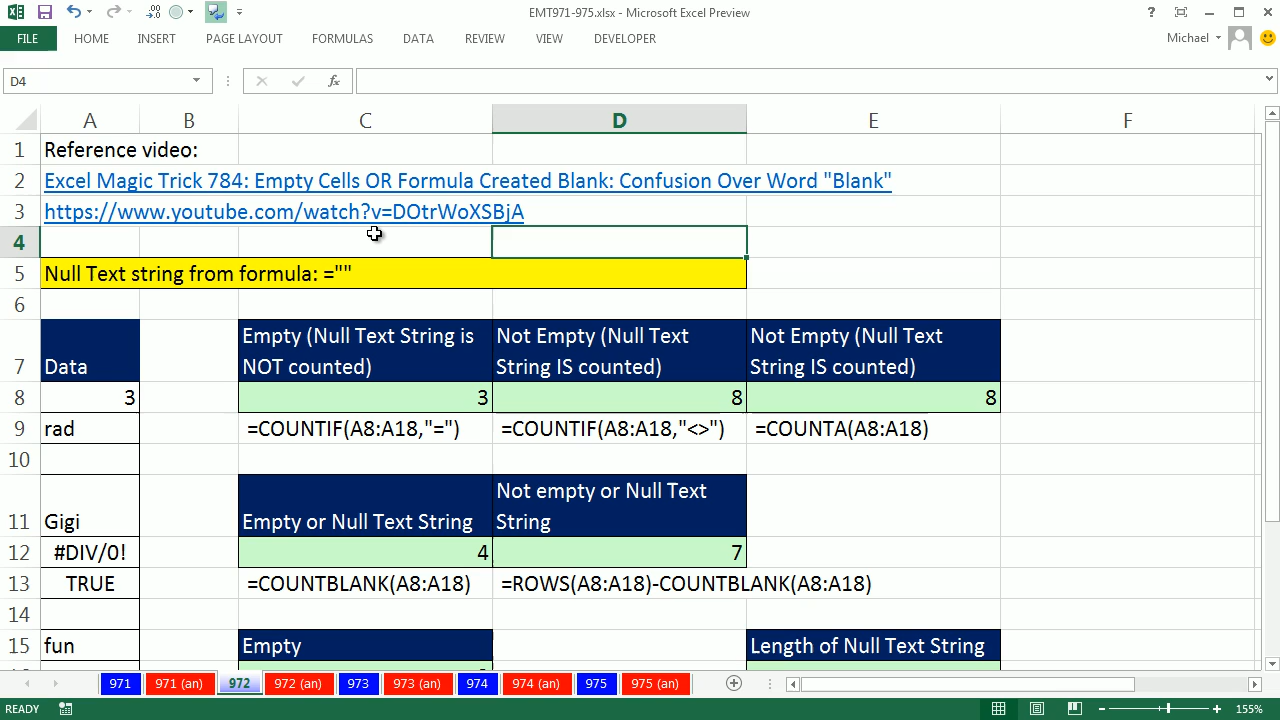 EMT971-975.xlsx - Microsoft Excel Preview
FILE HOME INSERT PAGE LAYOUT FORMULAS DATA REVIEW VIEW DEVELOPER Michael
D4 fx
A B C D E F
1 Reference video:
2 Excel Magic Trick 784: Empty Cells OR Formula Created Blank: Confusion Over Word "Blank"
3 https://www.youtube.com/watch?v=DOtrWoXSBjA
4
5 Null Text string from formula: =""
6
Empty (Null Text String is Not Empty (Null Text Not Empty (Null Text
7 Data NOT counted) String IS counted) String IS counted)
8 3 3 8 8
9 rad =COUNTIF(A8:A18,"=") =COUNTIF(A8:A18,"<>") =COUNTA(A8:A18)
10
Not empty or Null Text
11 Gigi Empty or Null Text String String
12 #DIV/0! 4 7
13 TRUE =COUNTBLANK(A8:A18) =ROWS(A8:A18)-COUNTBLANK(A8:A18)
14
15 fun Empty Length of Null Text String
971 971 (an) 972 972 (an) 973 973 (an) 974 974 (an) 975 975 (an)
READY 155%